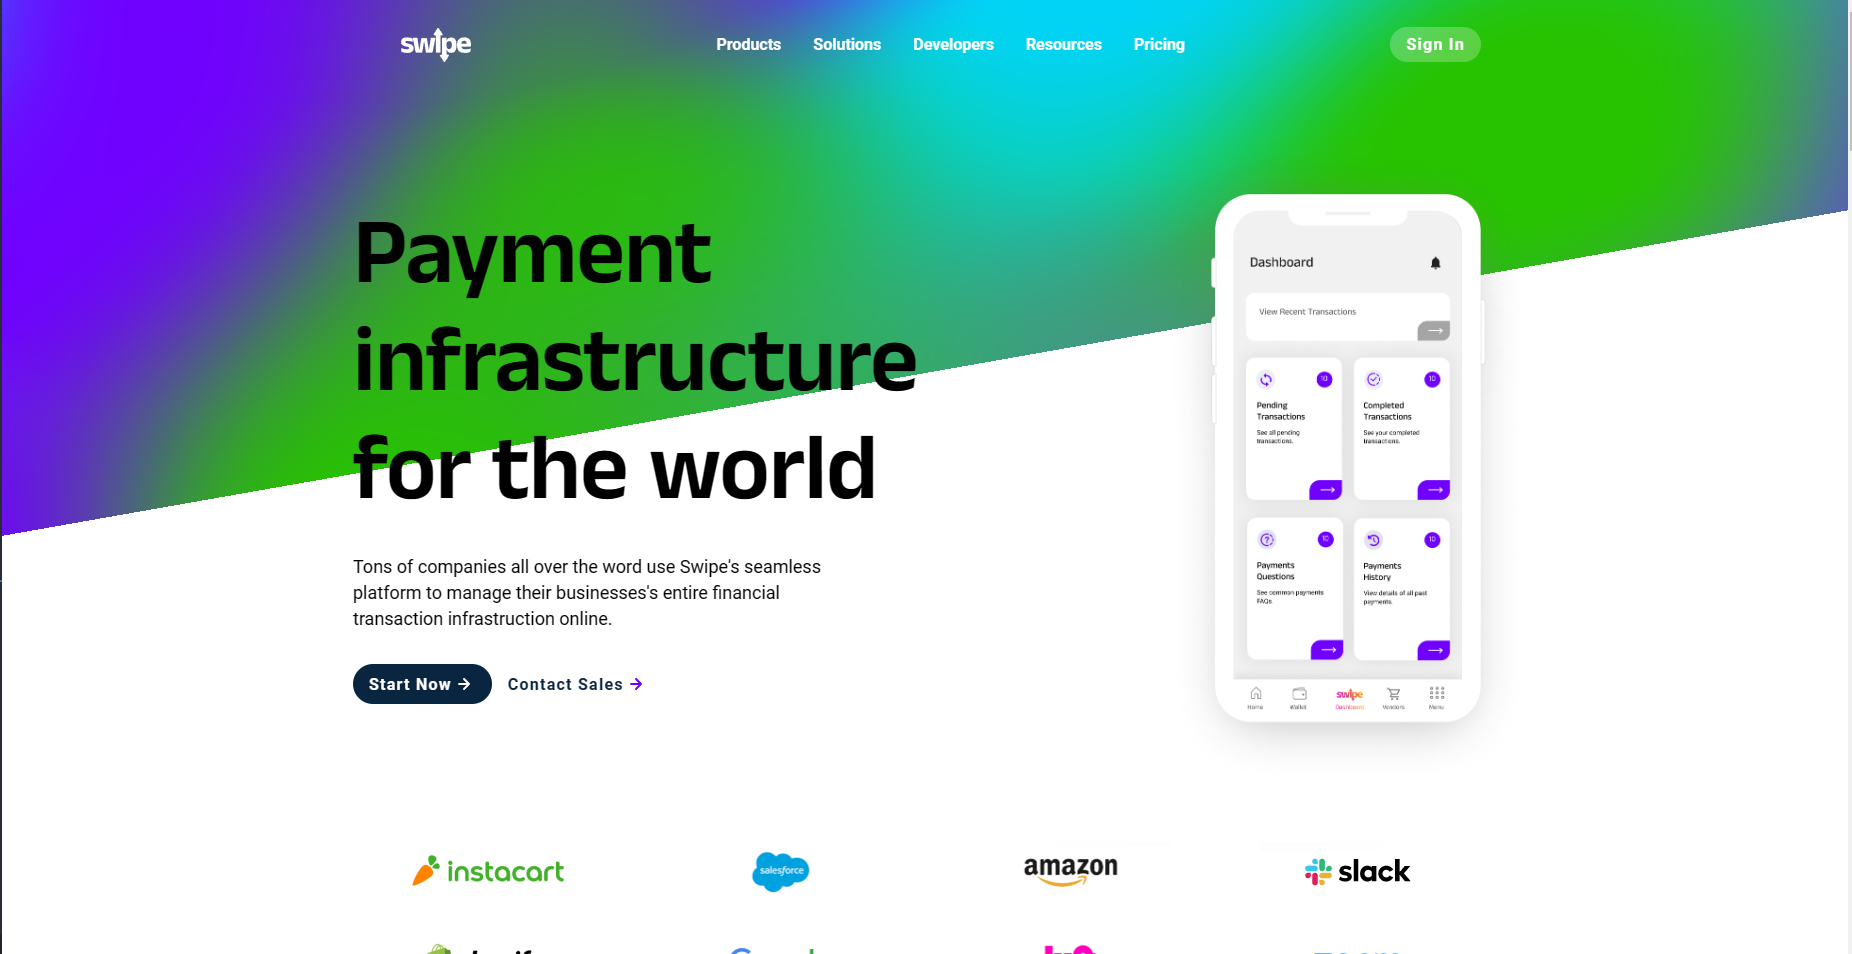 swipe
Products
Solutions
Developers
Resources
Pricing
Sign In
Payment
infrastructure
for the world
Tons of companies all over the word use Swipe's seamless
platform to manage their businesses's entire financial
transaction infrastruction online.
Start Now
Contact Sales
Dashboard
View Recent Transactions
10
Pending
Transactions
See all pending
transactions.
10
Completed
Transactions
See your completed
transactions.
10
Payments
Questions
See common payments
FAQs.
10
Payments
History
View details of all past
payments.
Home
Wallet
swipe
Dashboard
Vendors
Menu
instacart
salesforce
amazon
slack